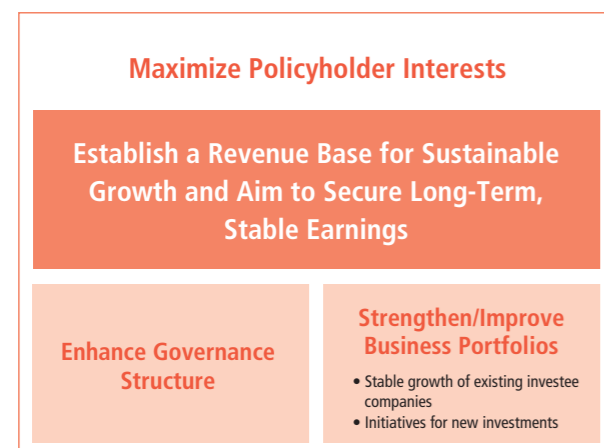 Maximize Policyholder Interests
Establish a Revenue Base for Sustainable
Growth and Aim to Secure Long-Term,
Stable Earnings
Enhance Governance
Structure
Strengthen/Improve
Business Portfolios
• Stable growth of existing investee
companies
• Initiatives for new investments